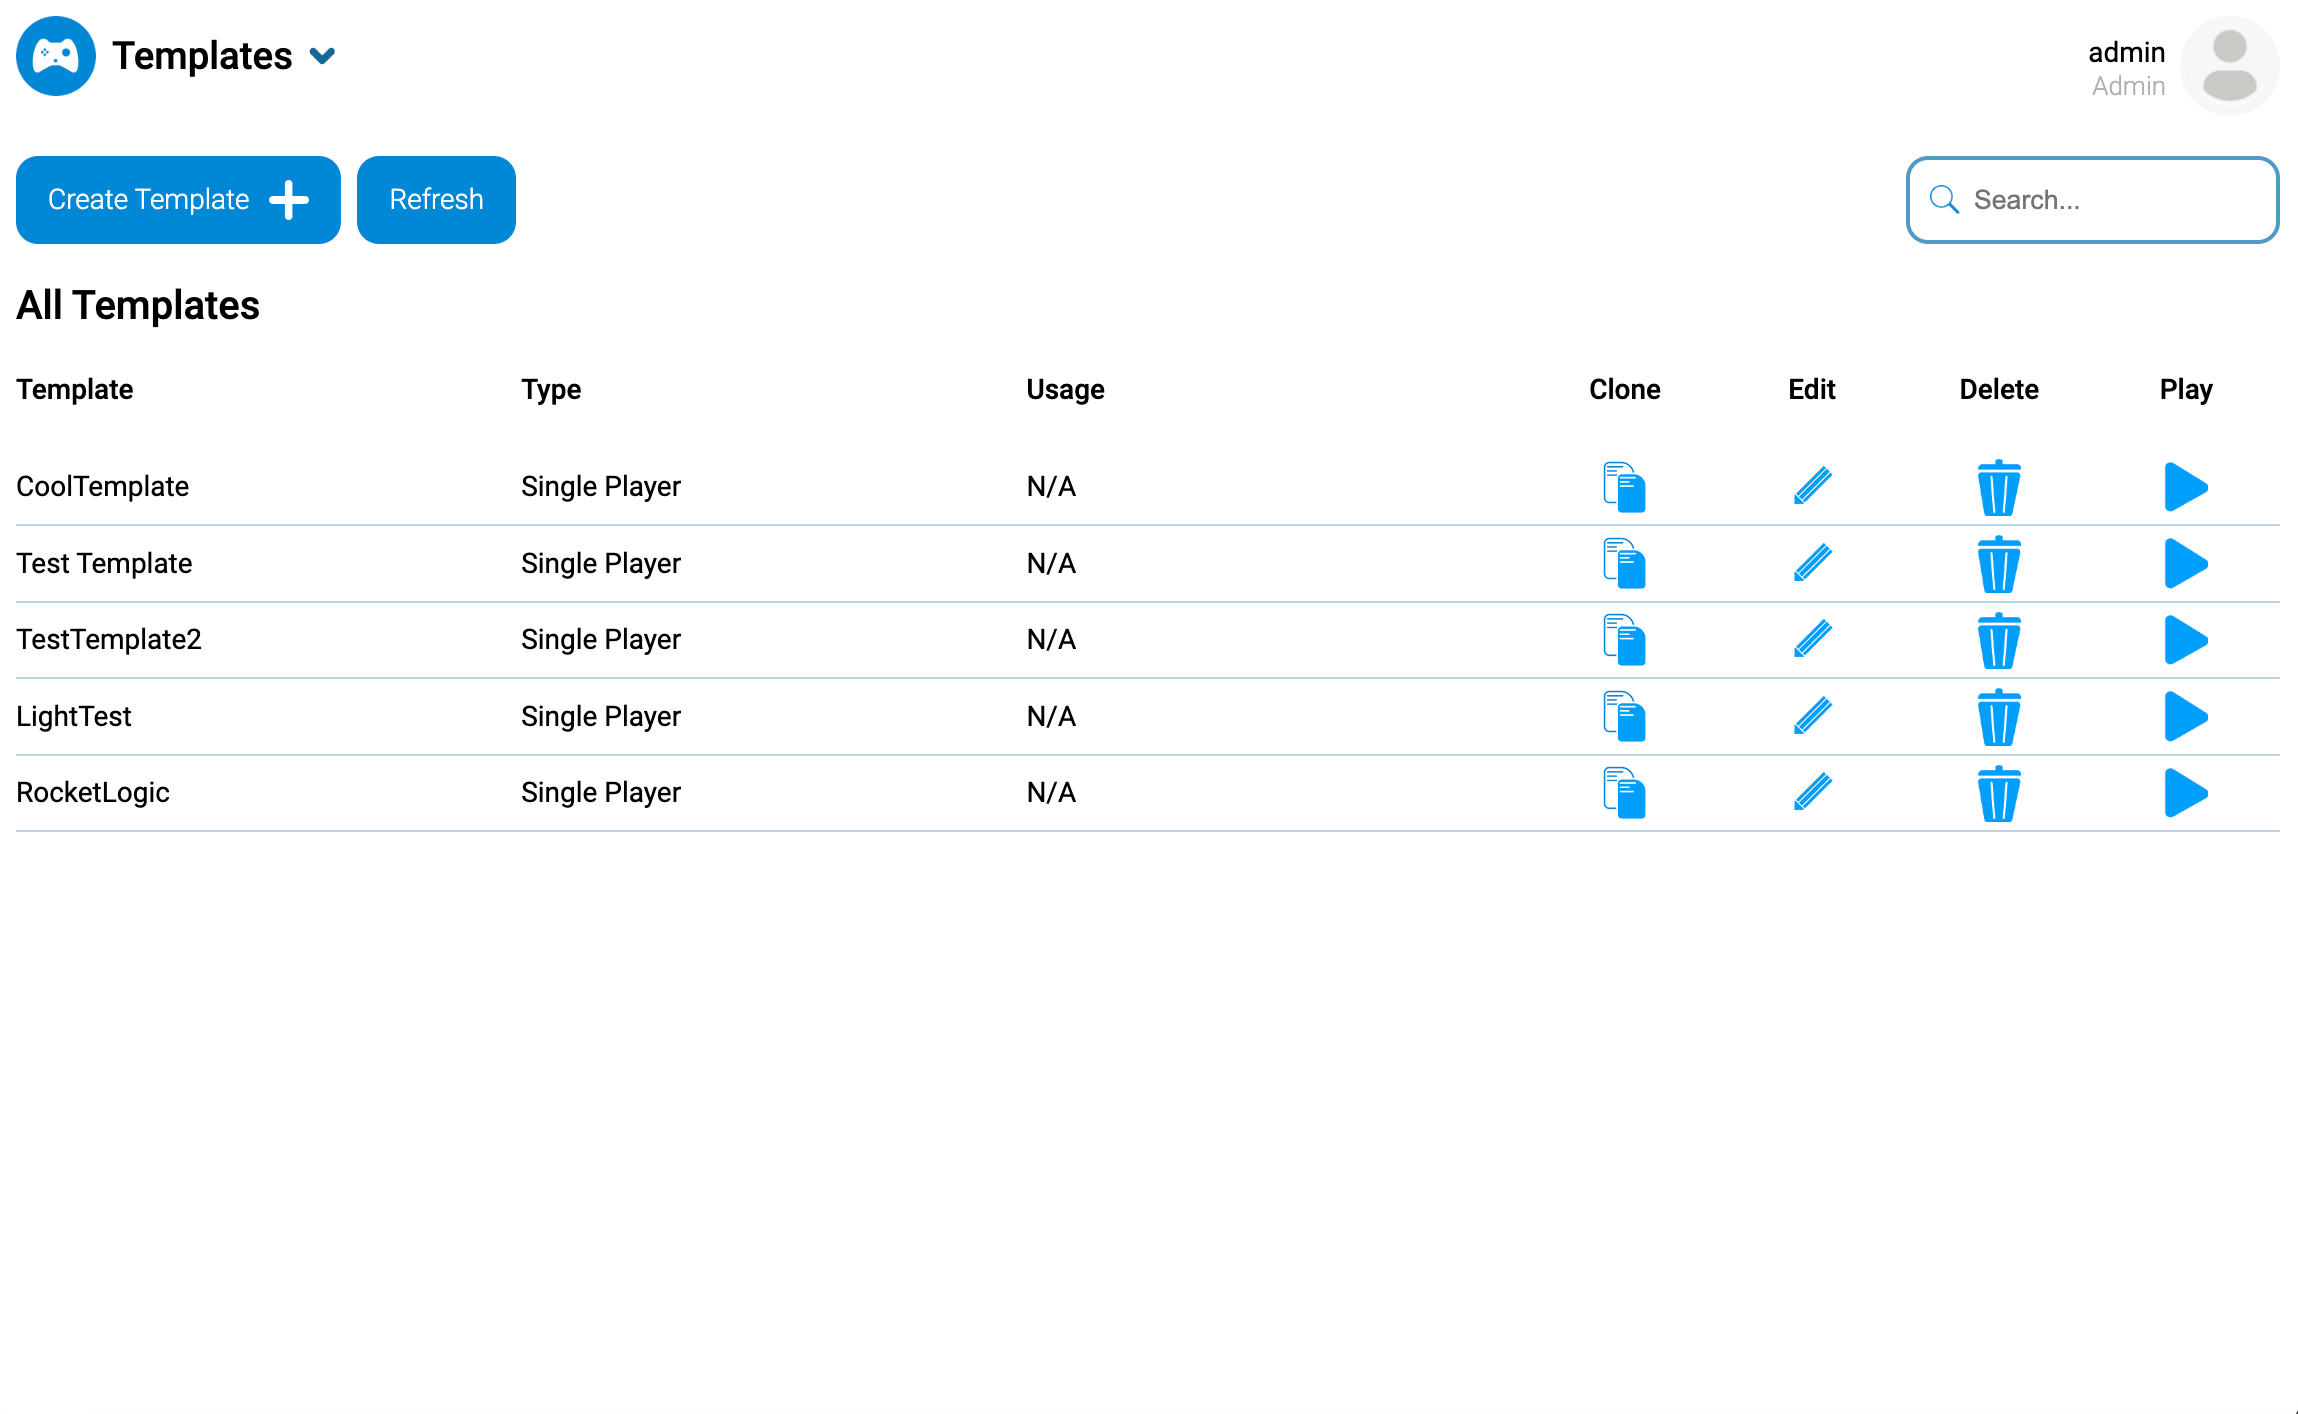 Templates
admin
Admin
Create Template
Refresh
Search...
All Templates
Template Type Usage Clone Edit Delete Play
CoolTemplate Single Player N/A
Test Template Single Player N/A
TestTemplate2 Single Player N/A
LightTest Single Player N/A
RocketLogic Single Player N/A